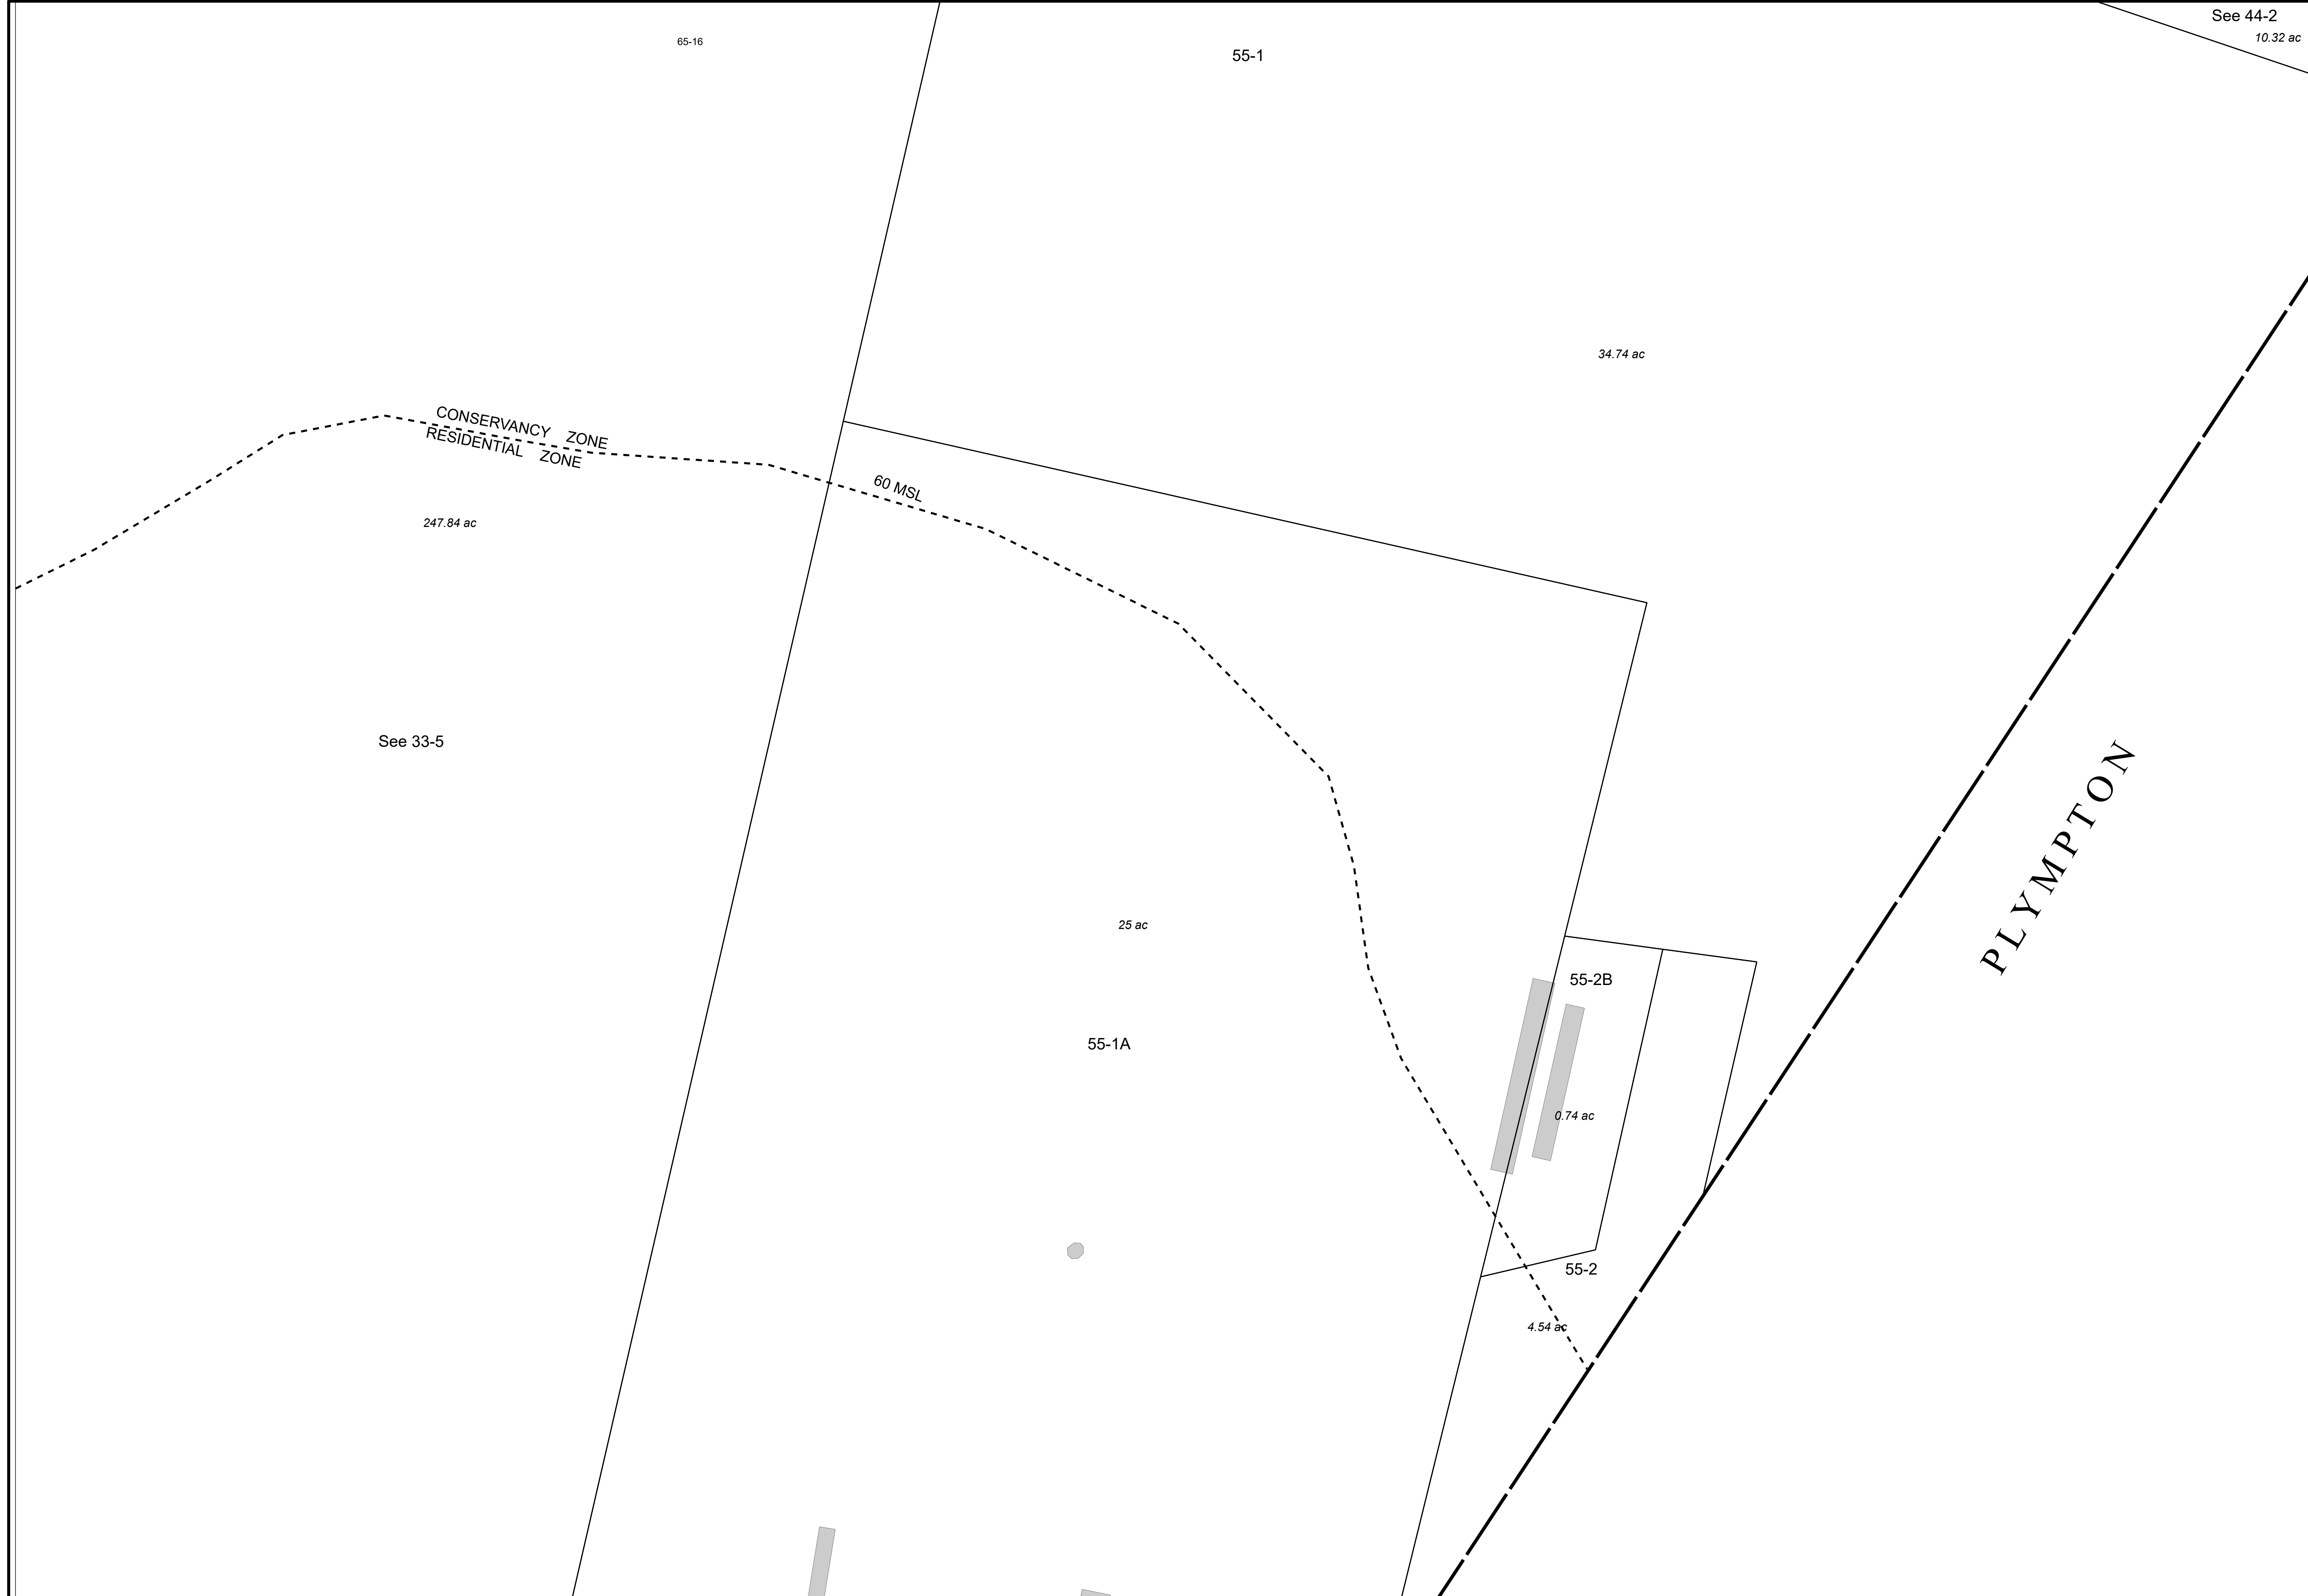 See 44-2
10.32 ac
65-16
55-1
34.74 ac
CONSERVANCY ZONE
RESIDENTIAL ZONE
60 MSL
247.84 ac
See 33-5
PLYMPTON
25 ac
55-2B
55-1A
0.74 ac
55-2
4.54 ac